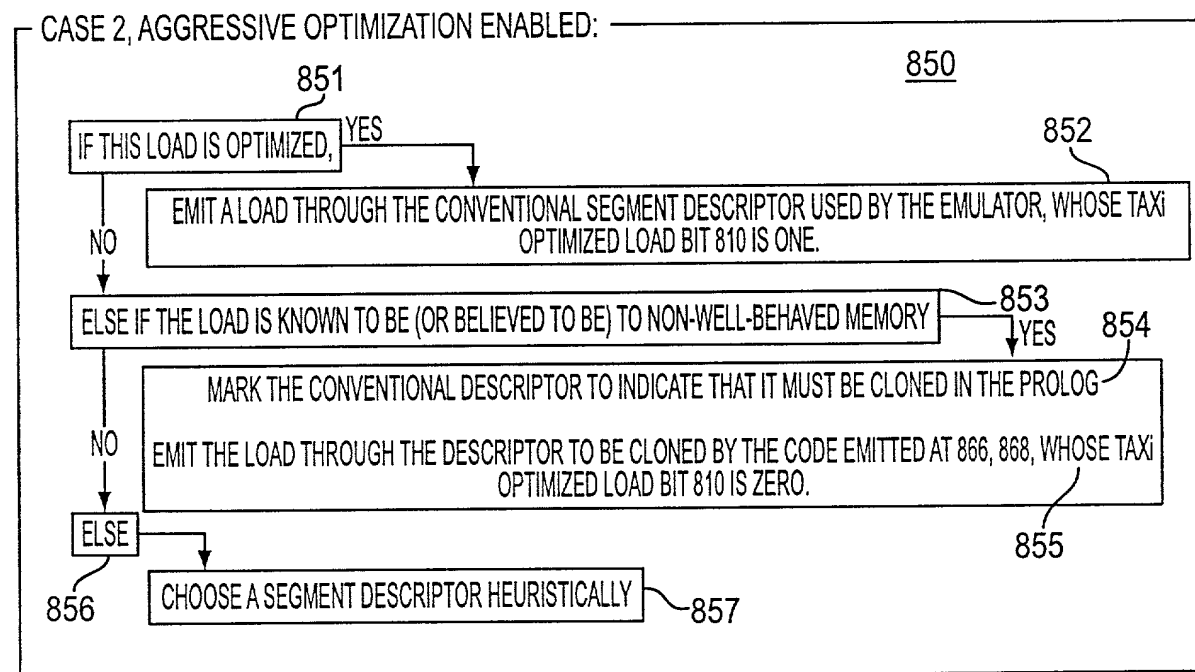 CASE 2, AGGRESSIVE OPTIMIZATION ENABLED:
850
851
IF THIS LOAD IS OPTIMIZED,
YES
852
EMIT A LOAD THROUGH THE CONVENTIONAL SEGMENT DESCRIPTOR USED BY THE EMULATOR, WHOSE TAXi
OPTIMIZED LOAD BIT 810 IS ONE.
NO
853
ELSE IF THE LOAD IS KNOWN TO BE (OR BELIEVED TO BE) TO NON-WELL-BEHAVED MEMORY
YES
854
MARK THE CONVENTIONAL DESCRIPTOR TO INDICATE THAT IT MUST BE CLONED IN THE PROLOG
NO
EMIT THE LOAD THROUGH THE DESCRIPTOR TO BE CLONED BY THE CODE EMITTED AT 866, 868, WHOSE TAXi
OPTIMIZED LOAD BIT 810 IS ZERO.
855
ELSE
856
CHOOSE A SEGMENT DESCRIPTOR HEURISTICALLY
857